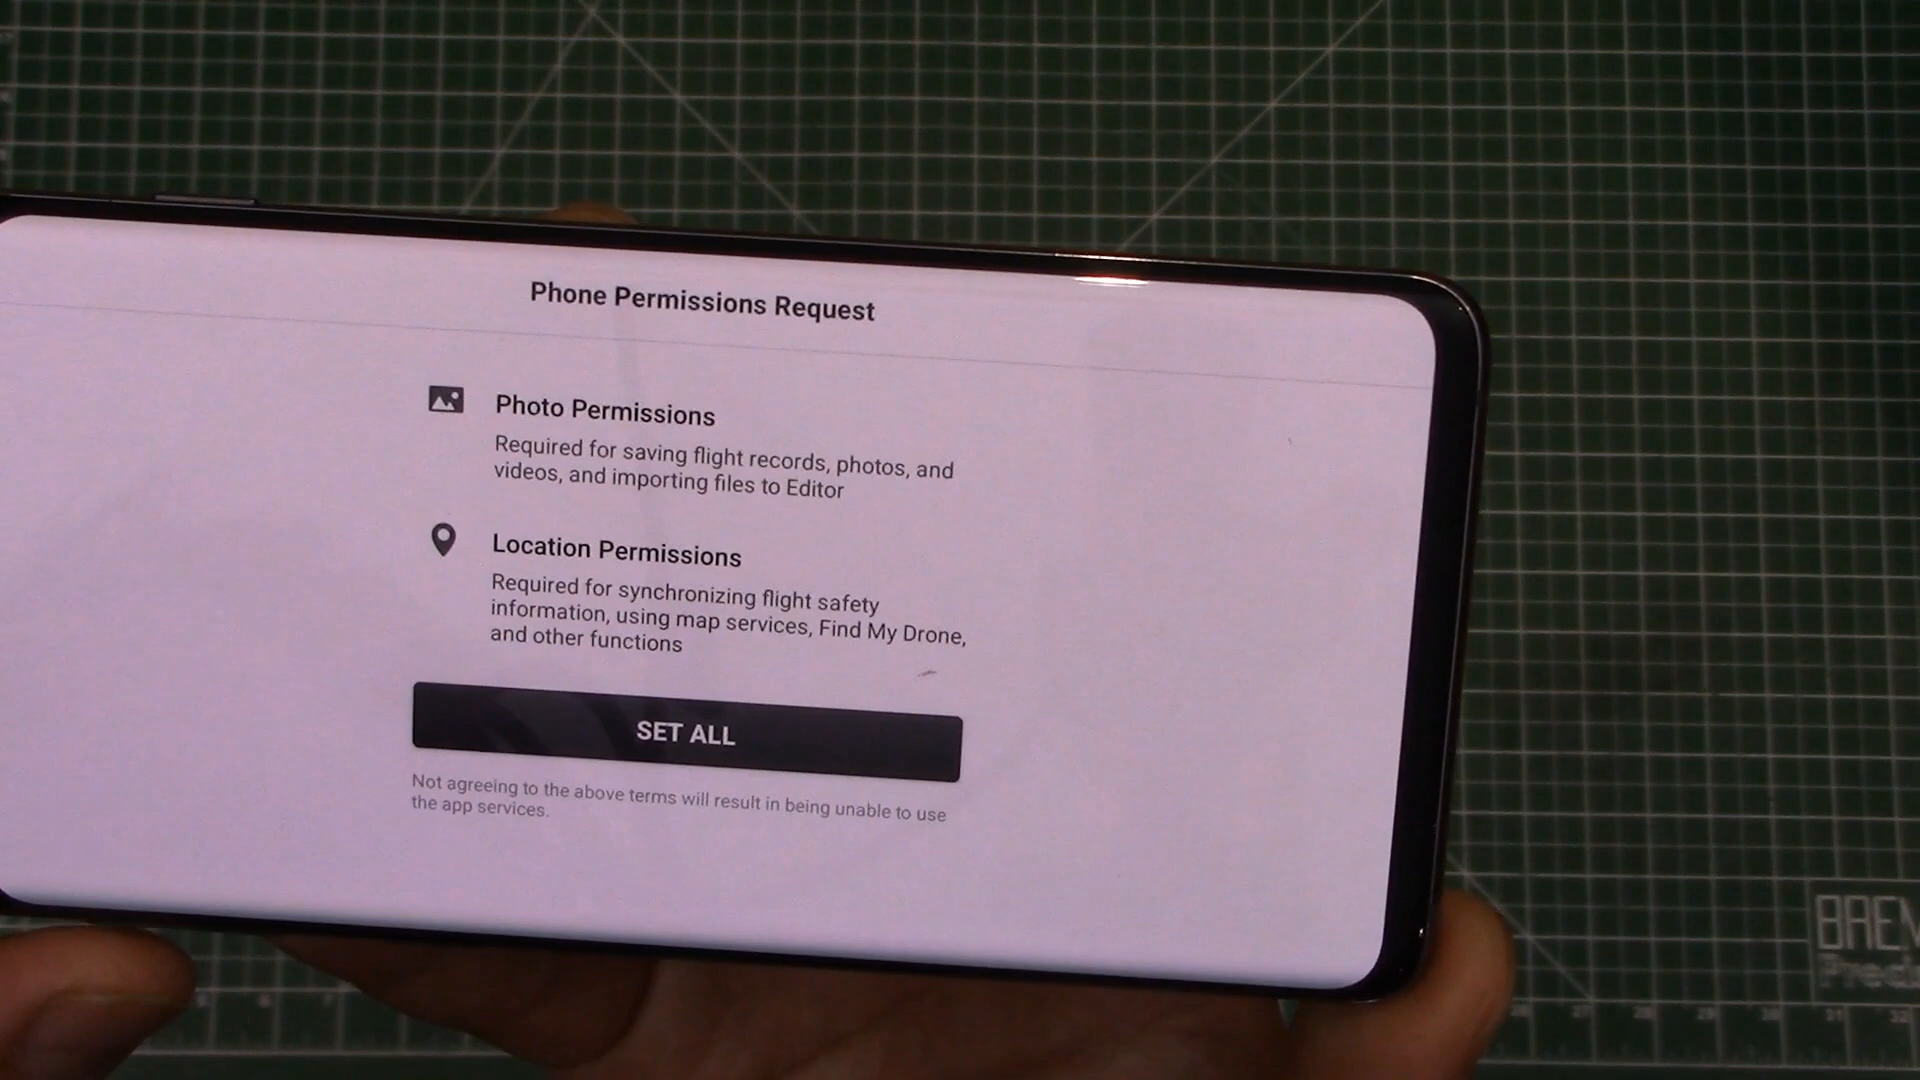 Phone Permissions Request
Photo Permissions
Required for saving flight records, photos, and
videos, and importing files to Editor
Location Permissions
Required for synchronizing flight safety
information, using map services, Find My Drone,
and other functions
SET ALL
Not agreeing to the above terms will result in being unable to use
the app services.